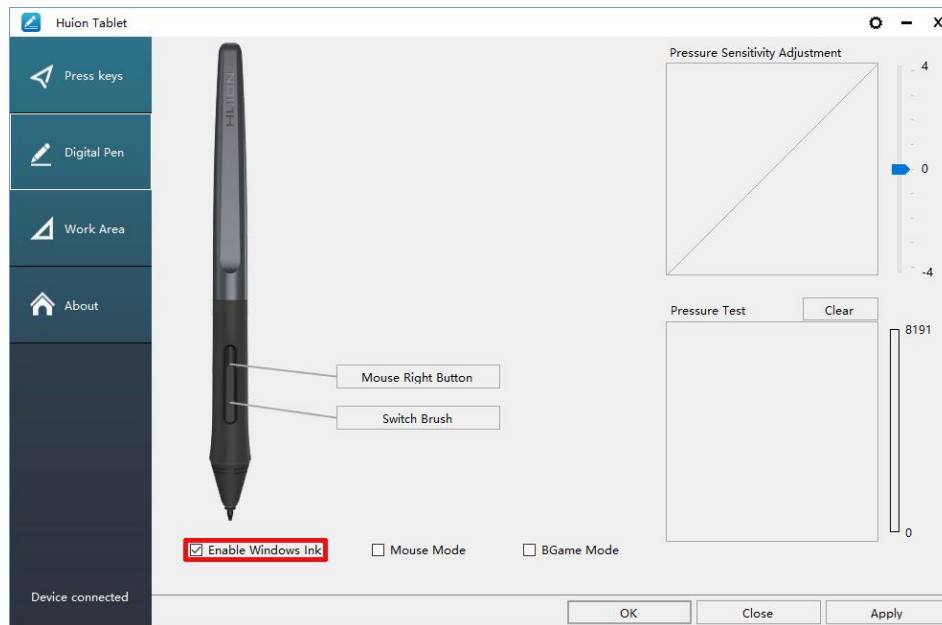 Huion Tablet
Press keys
Digital Pen
Work Area
About
Device connected
HUION
Mouse Right Button
Switch Brush
Enable Windows Ink
Mouse Mode
BGame Mode
Pressure Sensitivity Adjustment
4
0
-4
Pressure Test
Clear
8191
0
OK
Close
Apply